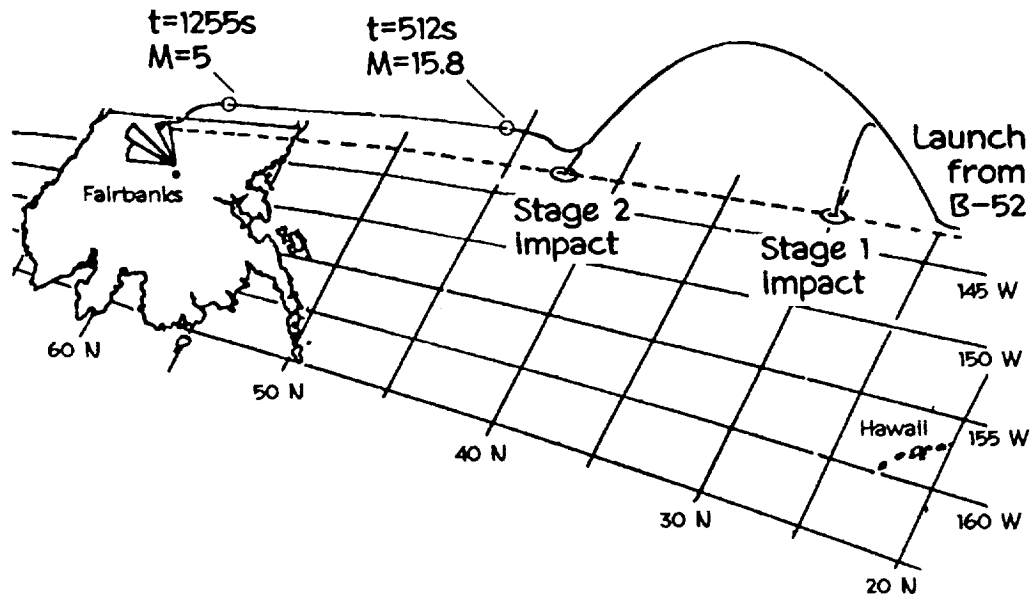 t=1255s
M=5
t=512s
M=15.8
Launch
from
B-52
Fairbanks
Stage 2
impact
Stage 1
impact
145 W
150 W
155 W
160 W
Hawaii
60 N
50 N
40 N
30 N
20 N